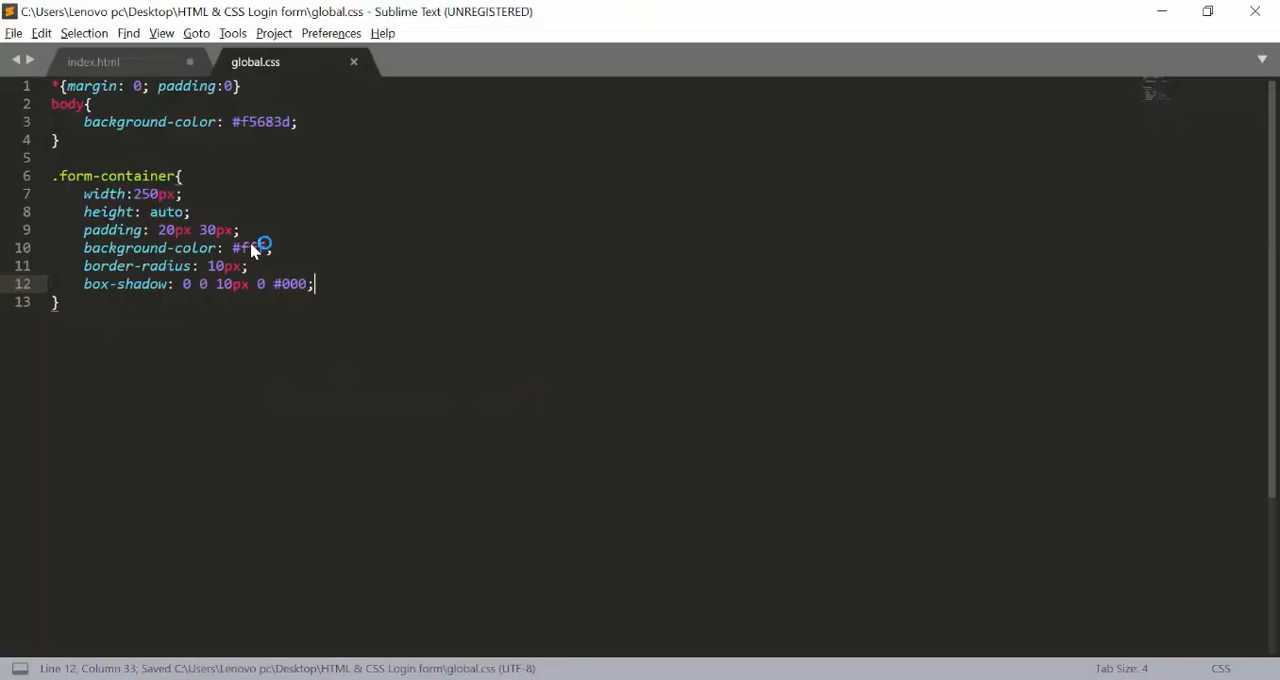 C:\Users\Lenovo pc\Desktop\HTML & CSS Login form\global.css - Sublime Text (UNREGISTERED)
File Edit Selection Find View Goto Tools Project Preferences Help
index.html global.css
1 *{margin: 0; padding:0}
2 body{
3 background-color: #f5683d;
4 }
5
6 .form-container{
7 width:250px;
8 height: auto;
9 padding: 20px 30px;
10 background-color:
11 border-radius: 10px;
12 box-shadow: 0 0 10px 0 #000;
13 }
Line 12, Column 33; Saved C:\Users\Lenovo pc\Desktop\HTML & CSS Login form\global.css (UTF-8) Tab Size: 4 CSS